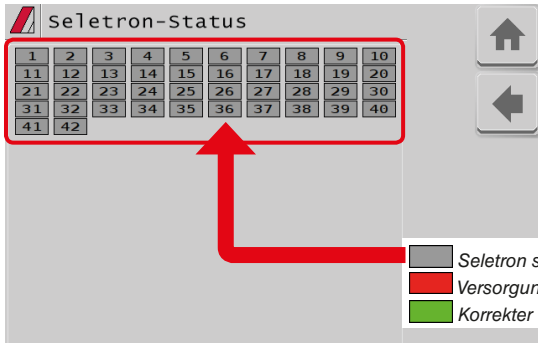 Seletron-Status
1 2 3 4 5 6 7 8 9 10
11 12 13 14 15 16 17 18 19 20
21 22 23 24 25 26 27 28 29 30
31 32 33 34 35 36 37 38 39 40
41 42
Seletron s
Versorgun
Korrekter